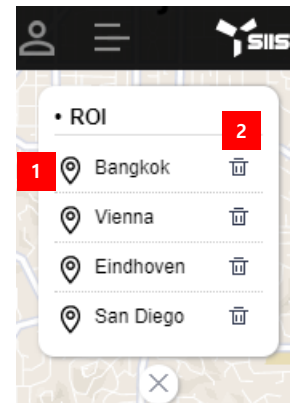 SIIS
• ROI
2
1 Bangkok
Vienna
Eindhoven
San Diego